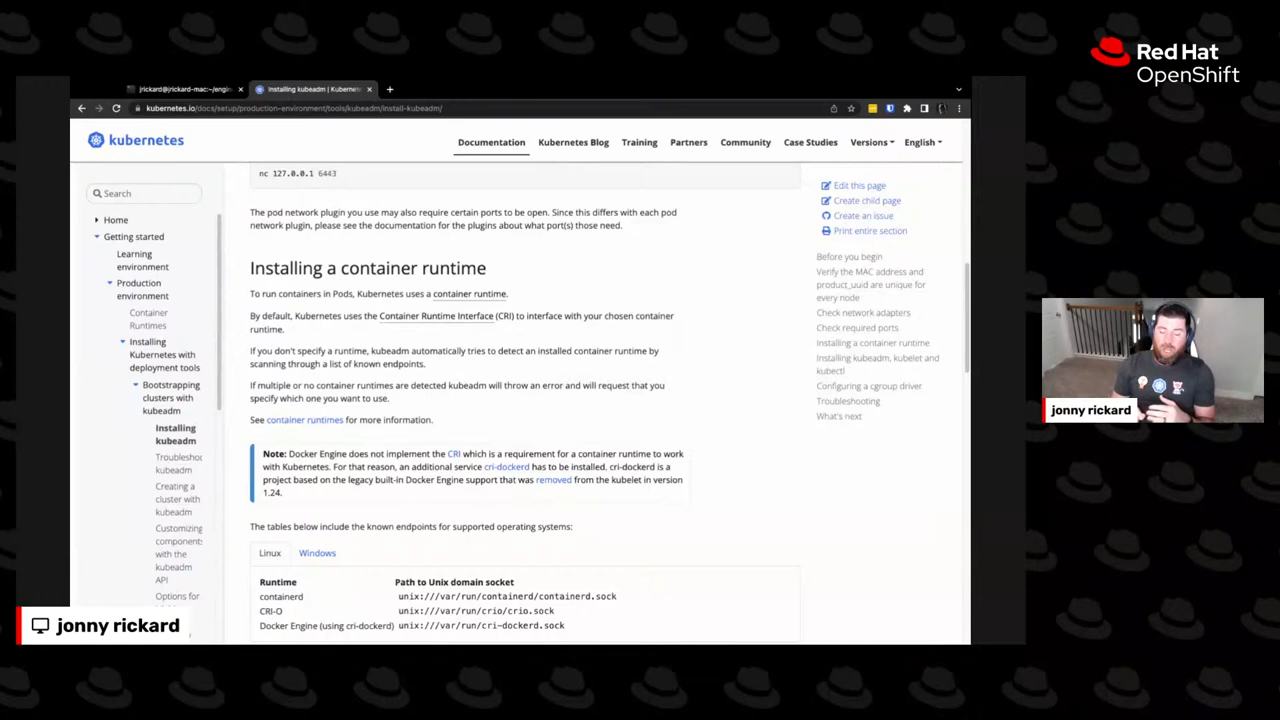 Red Hat
OpenShift
jrickard@jrickard-mac:~/engin
Installing kubeadm | Kubernete
kubernetes.io/docs/setup/production-environment/tools/kubeadm/install-kubeadm/
kubernetes
Documentation
Kubernetes Blog
Training
Partners
Community
Case Studies
Versions
English
Search
Home
Getting started
Learning
environment
Production
environment
Container
Runtimes
Installing
Kubernetes with
deployment tools
Bootstrapping
clusters with
kubeadm
Installing
kubeadm
Troubleshoo
kubeadm
Creating a
cluster with
kubeadm
Customizing
components
with the
kubeadm
API
Options for
nc 127.0.0.1 6443
The pod network plugin you use may also require certain ports to be open. Since this differs with each pod
network plugin, please see the documentation for the plugins about what port(s) those need.
Installing a container runtime
To run containers in Pods, Kubernetes uses a container runtime.
By default, Kubernetes uses the Container Runtime Interface (CRI) to interface with your chosen container
runtime.
If you don't specify a runtime, kubeadm automatically tries to detect an installed container runtime by
scanning through a list of known endpoints.
If multiple or no container runtimes are detected kubeadm will throw an error and will request that you
specify which one you want to use.
See container runtimes for more information.
Note: Docker Engine does not implement the CRI which is a requirement for a container runtime to work
with Kubernetes. For that reason, an additional service cri-dockerd has to be installed. cri-dockerd is a
project based on the legacy built-in Docker Engine support that was removed from the kubelet in version
1.24.
The tables below include the known endpoints for supported operating systems:
Linux
Windows
Runtime Path to Unix domain socket
containerd unix:///var/run/containerd/containerd.sock
CRI-O unix:///var/run/crio/crio.sock
Docker Engine (using cri-dockerd) unix:///var/run/cri-dockerd.sock
Edit this page
Create child page
Create an issue
Print entire section
Before you begin
Verify the MAC address and
product_uuid are unique for
every node
Check network adapters
Check required ports
Installing a container runtime
Installing kubeadm, kubelet and
kubectl
Configuring a cgroup driver
Troubleshooting
What's next
jonny rickard
jonny rickard